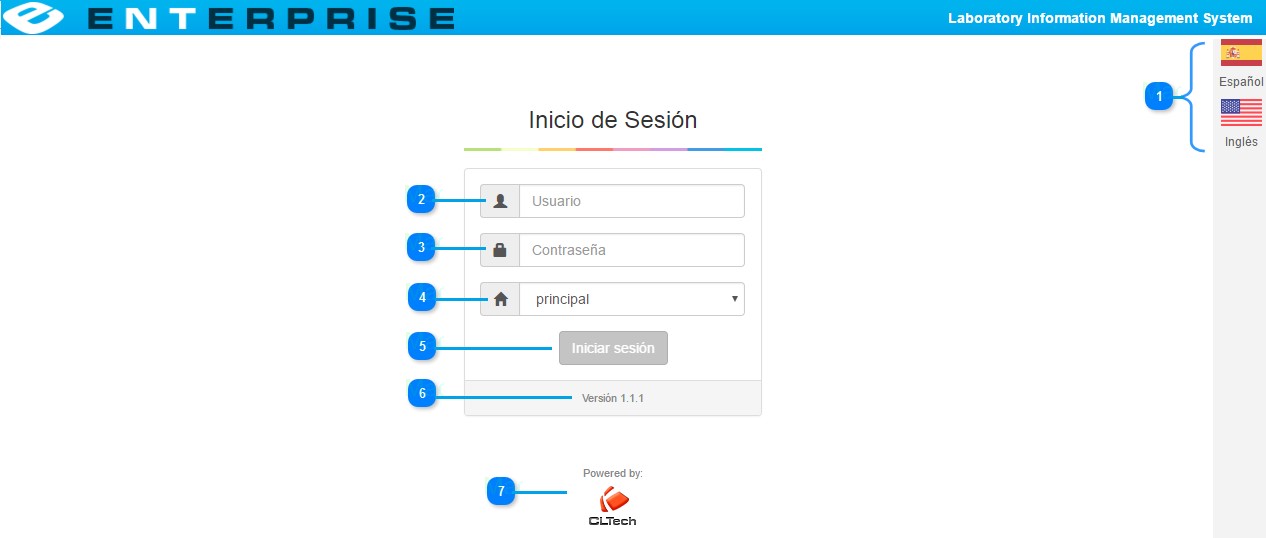 ENTERPRISE
Laboratory Information Management System
1
Español
Inglés
Inicio de Sesión
2
Usuario
3
Contraseña
4
principal
5
Iniciar sesión
6
Versión 1.1.1
Powered by:
7
CLTech